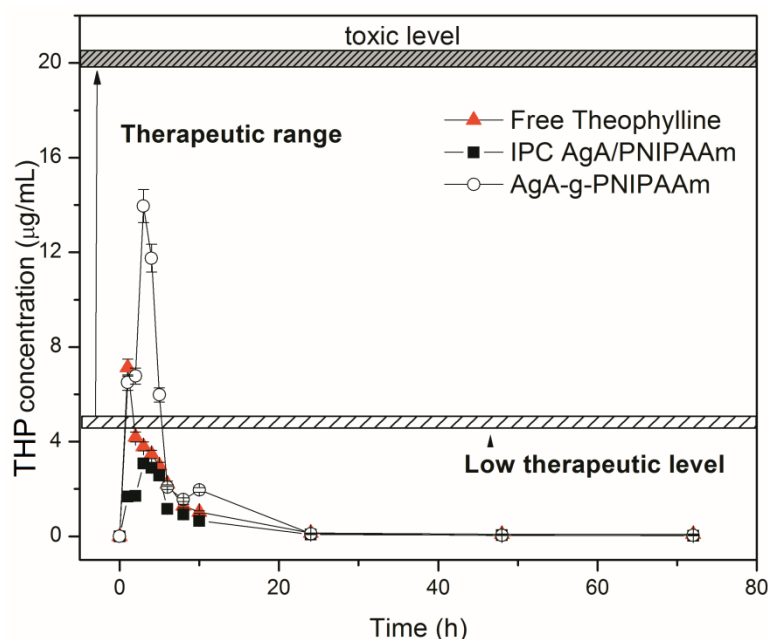 toxic level
20
Therapeutic range
Free Theophylline
IPC AgA/PNIPAAm
AgA-g-PNIPAAm
16
12
8
4
0
THP concentration (μg/mL)
Low therapeutic level
0
20
40
60
80
Time (h)